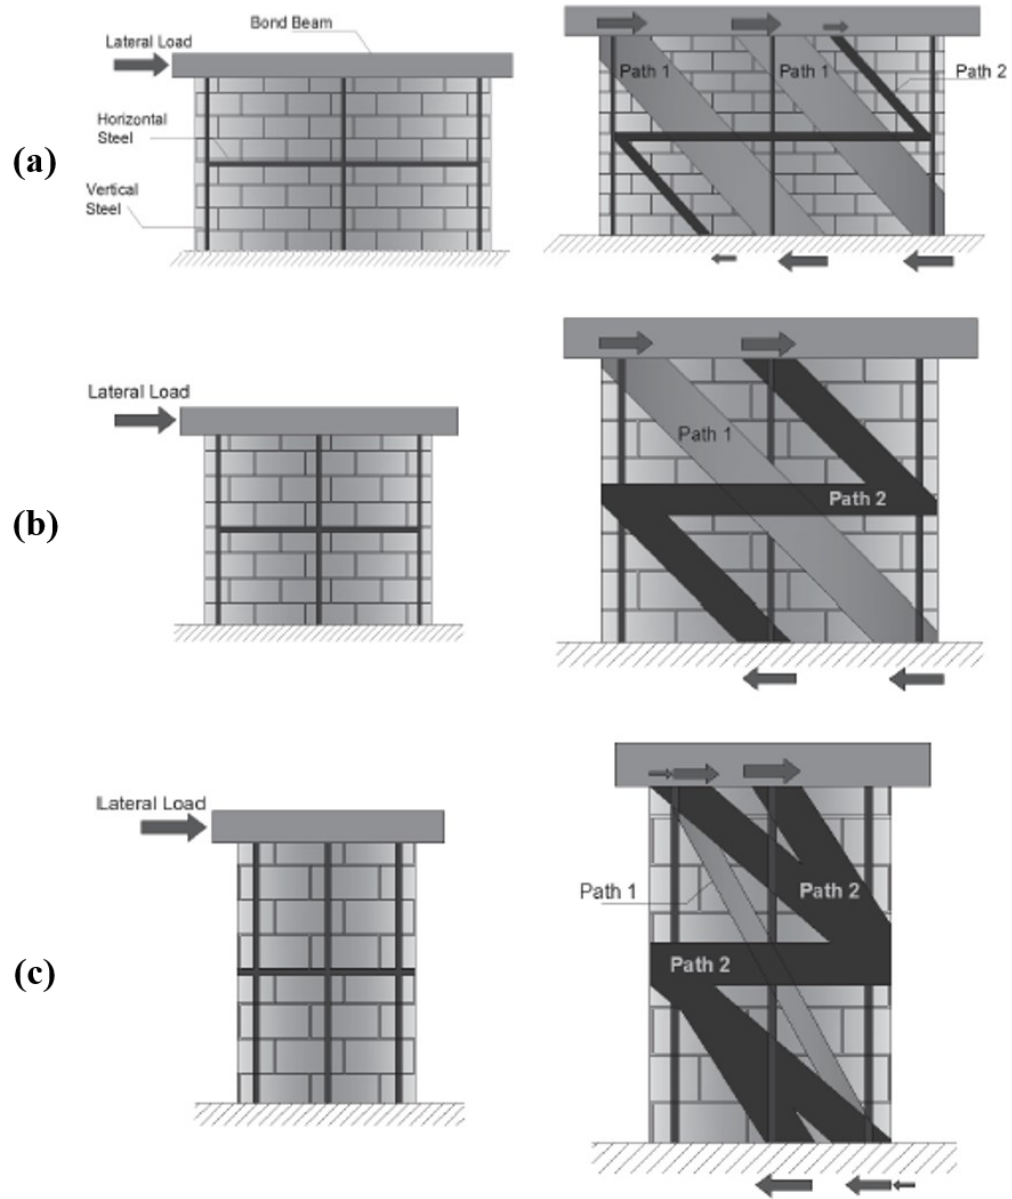 Bond Beam
Lateral Load
Horizontal
Steel
(a)
Vertical
Steel
Path 1
Path 1
Path 2
Lateral Load
(b)
Path 1
Path 2
Lateral Load
(c)
Path 1
Path 2
Path 2